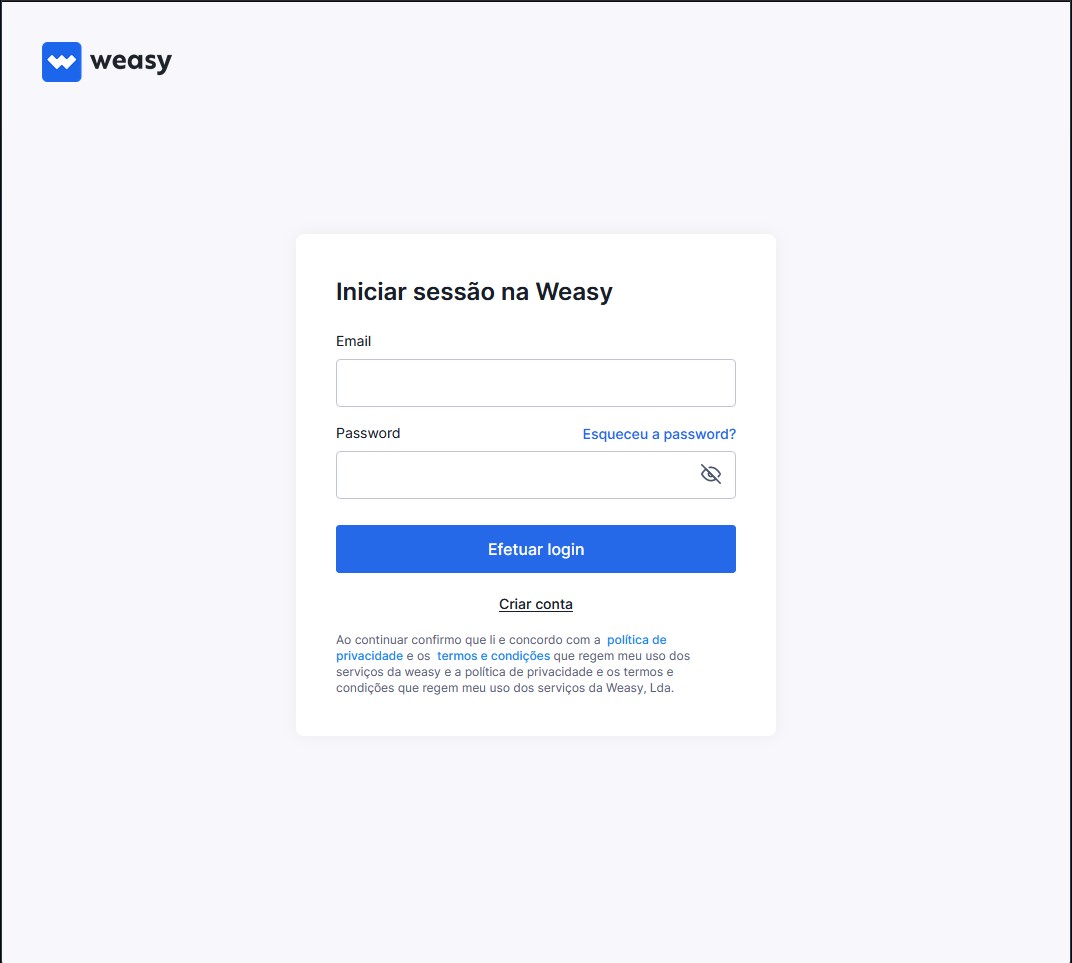 weasy
Iniciar sessão na Weasy
Email
Password
Esqueceu a password?
Efetuar login
Criar conta
Ao continuar confirmo que li e concordo com a política de
privacidade e os termos e condições que regem meu uso dos
serviços da weasy e a política de privacidade e os termos e
condições que regem meu uso dos serviços da Weasy, Lda.